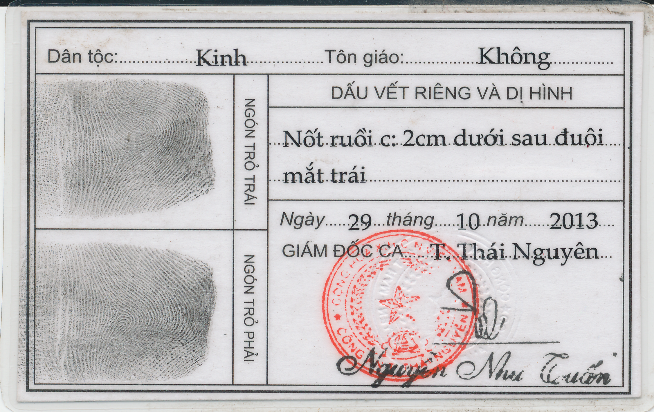 Dân tộc: Kinh Tôn giáo: Không
NGÓN TRỎ TRÁI
NGÓN TRỎ PHẢI
DẤU VẾT RIÊNG VÀ DỊ HÌNH
Nốt ruồi c: 2cm dưới sau đuôi
mắt trái
Ngày 29 tháng 10 năm 2013
GIÁM ĐỐC CA T. Thái Nguyên
Nguyễn Như Tuấn